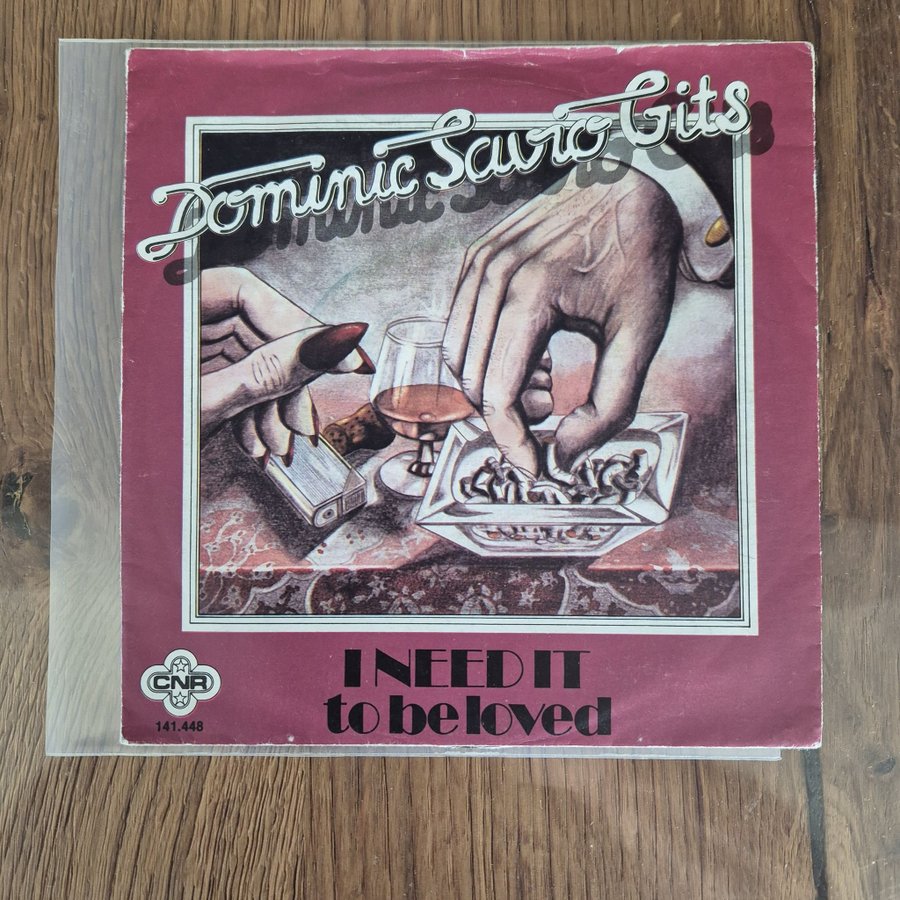 Dominic Savio Gits
CNR
141.448
I NEED IT
to be loved